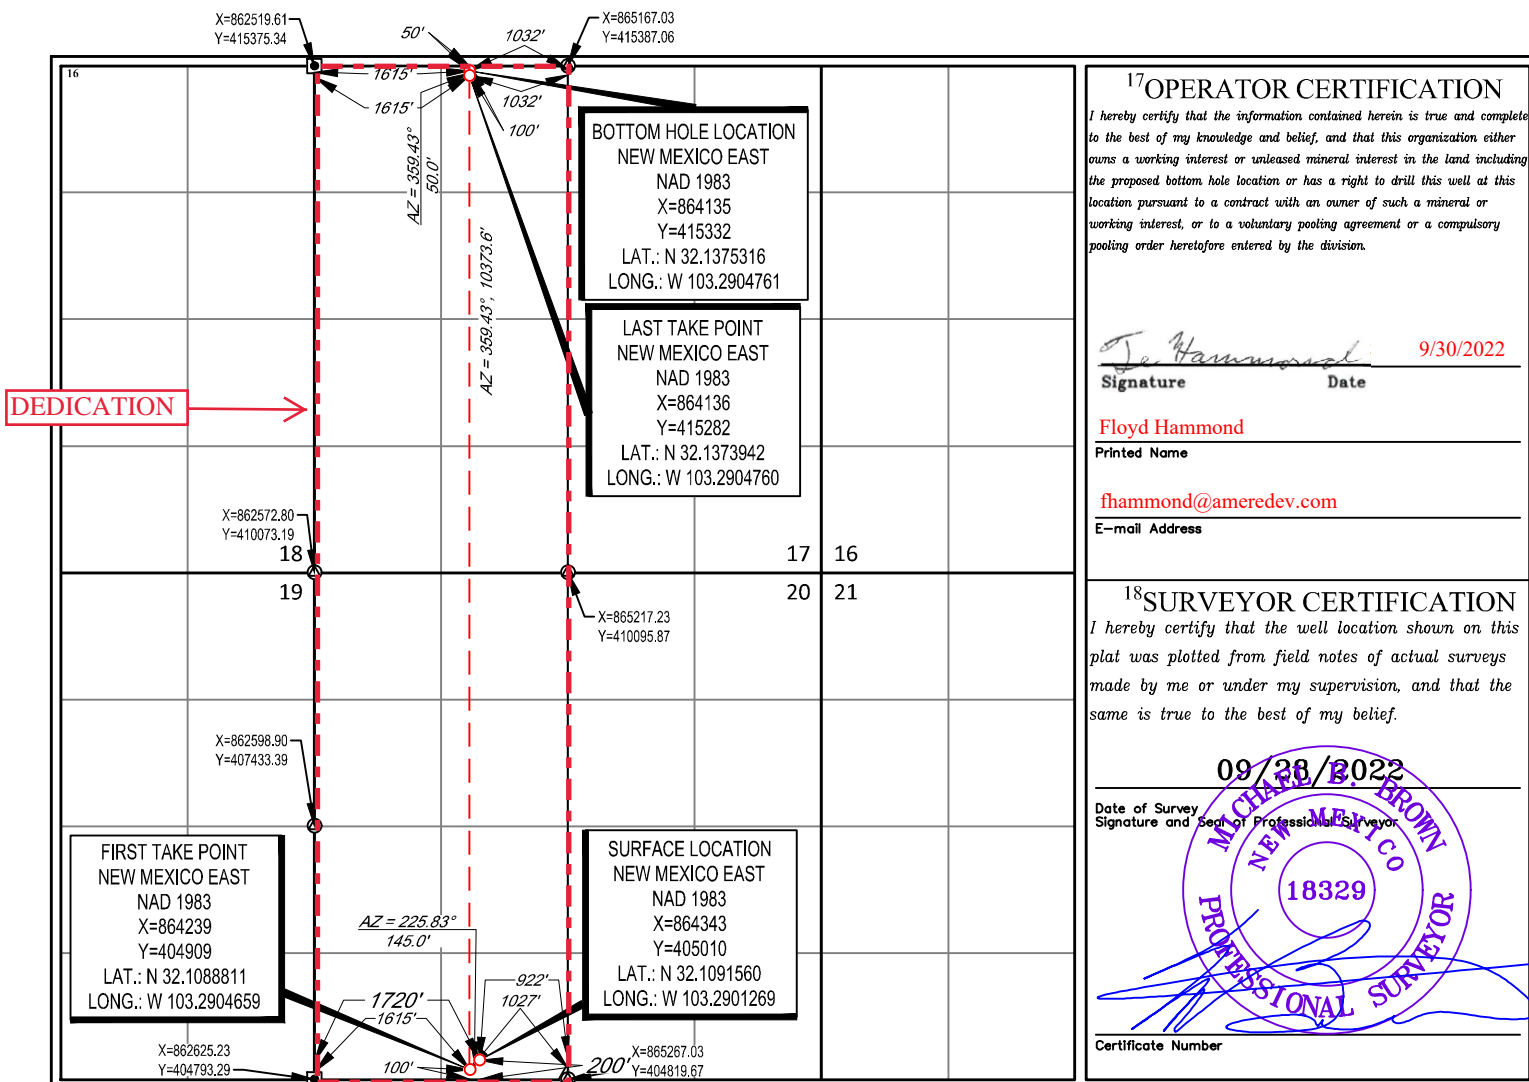 X=862519.61
Y=415375.34
50'
1032'
X=865167.03
Y=415387.06
16
1615'
1615'
1032'
100'
AZ = 359.43°
50.0'
AZ = 359.43°, 10373.6'
BOTTOM HOLE LOCATION
NEW MEXICO EAST
NAD 1983
X=864135
Y=415332
LAT.: N 32.1375316
LONG.: W 103.2904761
LAST TAKE POINT
NEW MEXICO EAST
NAD 1983
X=864136
Y=415282
LAT.: N 32.1373942
LONG.: W 103.2904760
DEDICATION
X=862572.80
Y=410073.19
18
17
16
19
20
21
X=865217.23
Y=410095.87
X=862598.90
Y=407433.39
FIRST TAKE POINT
NEW MEXICO EAST
NAD 1983
X=864239
Y=404909
LAT.: N 32.1088811
LONG.: W 103.2904659
AZ = 225.83°
145.0'
SURFACE LOCATION
NEW MEXICO EAST
NAD 1983
X=864343
Y=405010
LAT.: N 32.1091560
LONG.: W 103.2901269
922'
1027'
1720'
1615'
100'
200'
X=862625.23
Y=404793.29
X=865267.03
Y=404819.67
17OPERATOR CERTIFICATION
I hereby certify that the information contained herein is true and complete
to the best of my knowledge and belief, and that this organization either
owns a working interest or unleased mineral interest in the land including
the proposed bottom hole location or has a right to drill this well at this
location pursuant to a contract with an owner of such a mineral or
working interest, or to a voluntary pooling agreement or a compulsory
pooling order heretofore entered by the division.
Hammond
9/30/2022
Signature Date
Floyd Hammond
Printed Name
fhammond@ameredev.com
E-mail Address
18SURVEYOR CERTIFICATION
I hereby certify that the well location shown on this
plat was plotted from field notes of actual surveys
made by me or under my supervision, and that the
same is true to the best of my belief.
09/28/2022
Date of Survey
Signature and Seal of Professional Surveyor
MICHAEL B. BROWN
NEW MEXICO
18329
PROFESSIONAL SURVEYOR
Certificate Number